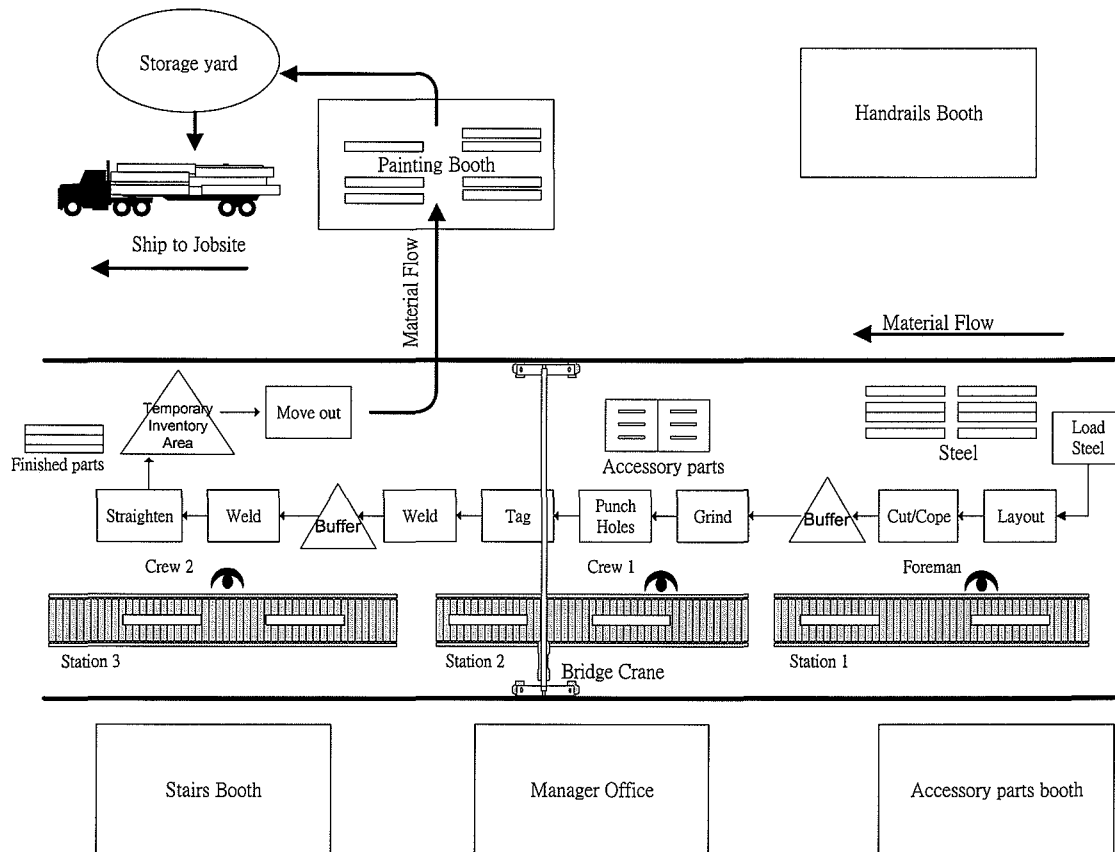 Storage yard
Handrails Booth
Painting Booth
Ship to Jobsite
Material Flow
Material Flow
Temporary
Inventory
Area
Move out
Finished parts
Accessory parts
Steel
Load
Steel
Straighten
Weld
Buffer
Weld
Tag
Punch
Holes
Grind
Buffer
Cut/Cope
Layout
Crew 2
Crew 1
Foreman
Station 3
Station 2
Bridge Crane
Station 1
Stairs Booth
Manager Office
Accessory parts booth